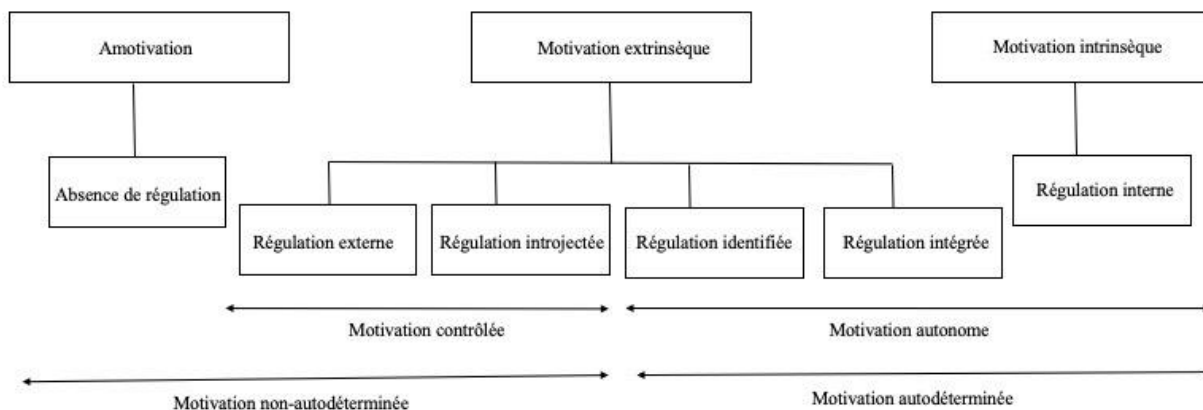 Amotivation
Motivation extrinsèque
Motivation intrinsèque
Absence de régulation
Régulation interne
Régulation externe
Régulation introjectée
Régulation identifiée
Régulation intégrée
Motivation contrôlée
Motivation autonome
Motivation non-autodéterminée
Motivation autodéterminée